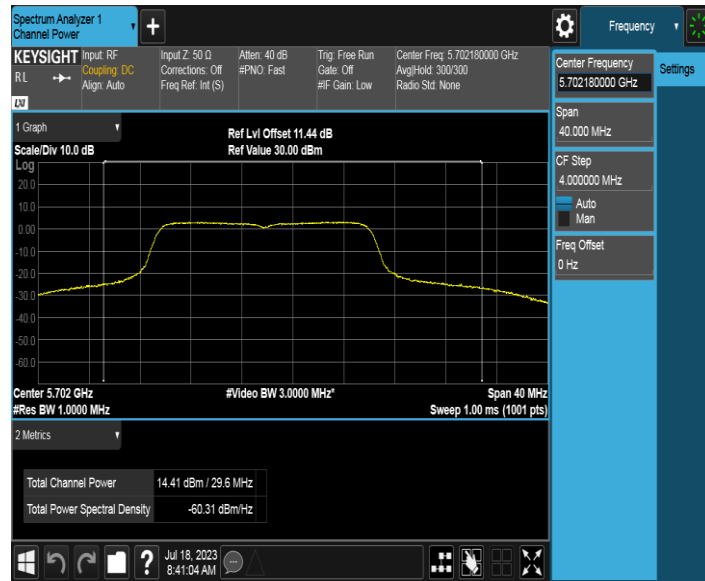 Spectrum Analyzer 1
Channel Power
Frequency
KEYSIGHT
RL
LXI
Input: RF
Coupling: DC
Align: Auto
Input Z: 50 Ω
Corrections: Off
Freq Ref: Int (S)
Atten: 40 dB
#PNO: Fast
Trig: Free Run
Gate: Off
#IF Gain: Low
Center Freq: 5.702180000 GHz
Avg|Hold: 300/300
Radio Std: None
Center Frequency
5.702180000 GHz
Settings
Span
40.000 MHz
CF Step
4.000000 MHz
Auto
Man
Freq Offset
0 Hz
1 Graph
Scale/Div 10.0 dB
Ref Lvl Offset 11.44 dB
Ref Value 30.00 dBm
Log
20.0
10.0
0.00
-10.0
-20.0
-30.0
-40.0
-50.0
-60.0
Center 5.702 GHz
#Res BW 1.0000 MHz
#Video BW 3.0000 MHz*
Span 40 MHz
Sweep 1.00 ms (1001 pts)
2 Metrics
Total Channel Power 14.41 dBm / 29.6 MHz
Total Power Spectral Density -60.31 dBm/Hz
?
Jul 18, 2023
8:41:04 AM